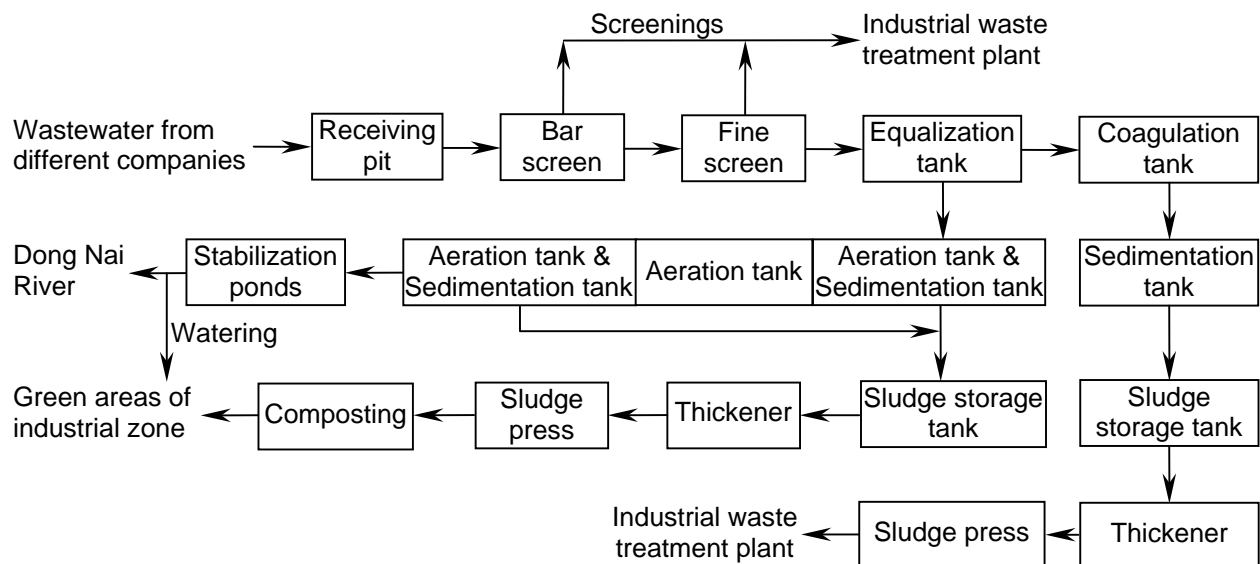 Screenings
Industrial waste
treatment plant
Wastewater from
different companies
Receiving
pit
Bar
screen
Fine
screen
Equalization
tank
Coagulation
tank
Dong Nai
River
Stabilization
ponds
Aeration tank &
Sedimentation tank
Aeration tank
Aeration tank &
Sedimentation tank
Sedimentation
tank
Watering
Green areas of
industrial zone
Composting
Sludge
press
Thickener
Sludge storage
tank
Sludge
storage tank
Industrial waste
treatment plant
Sludge press
Thickener